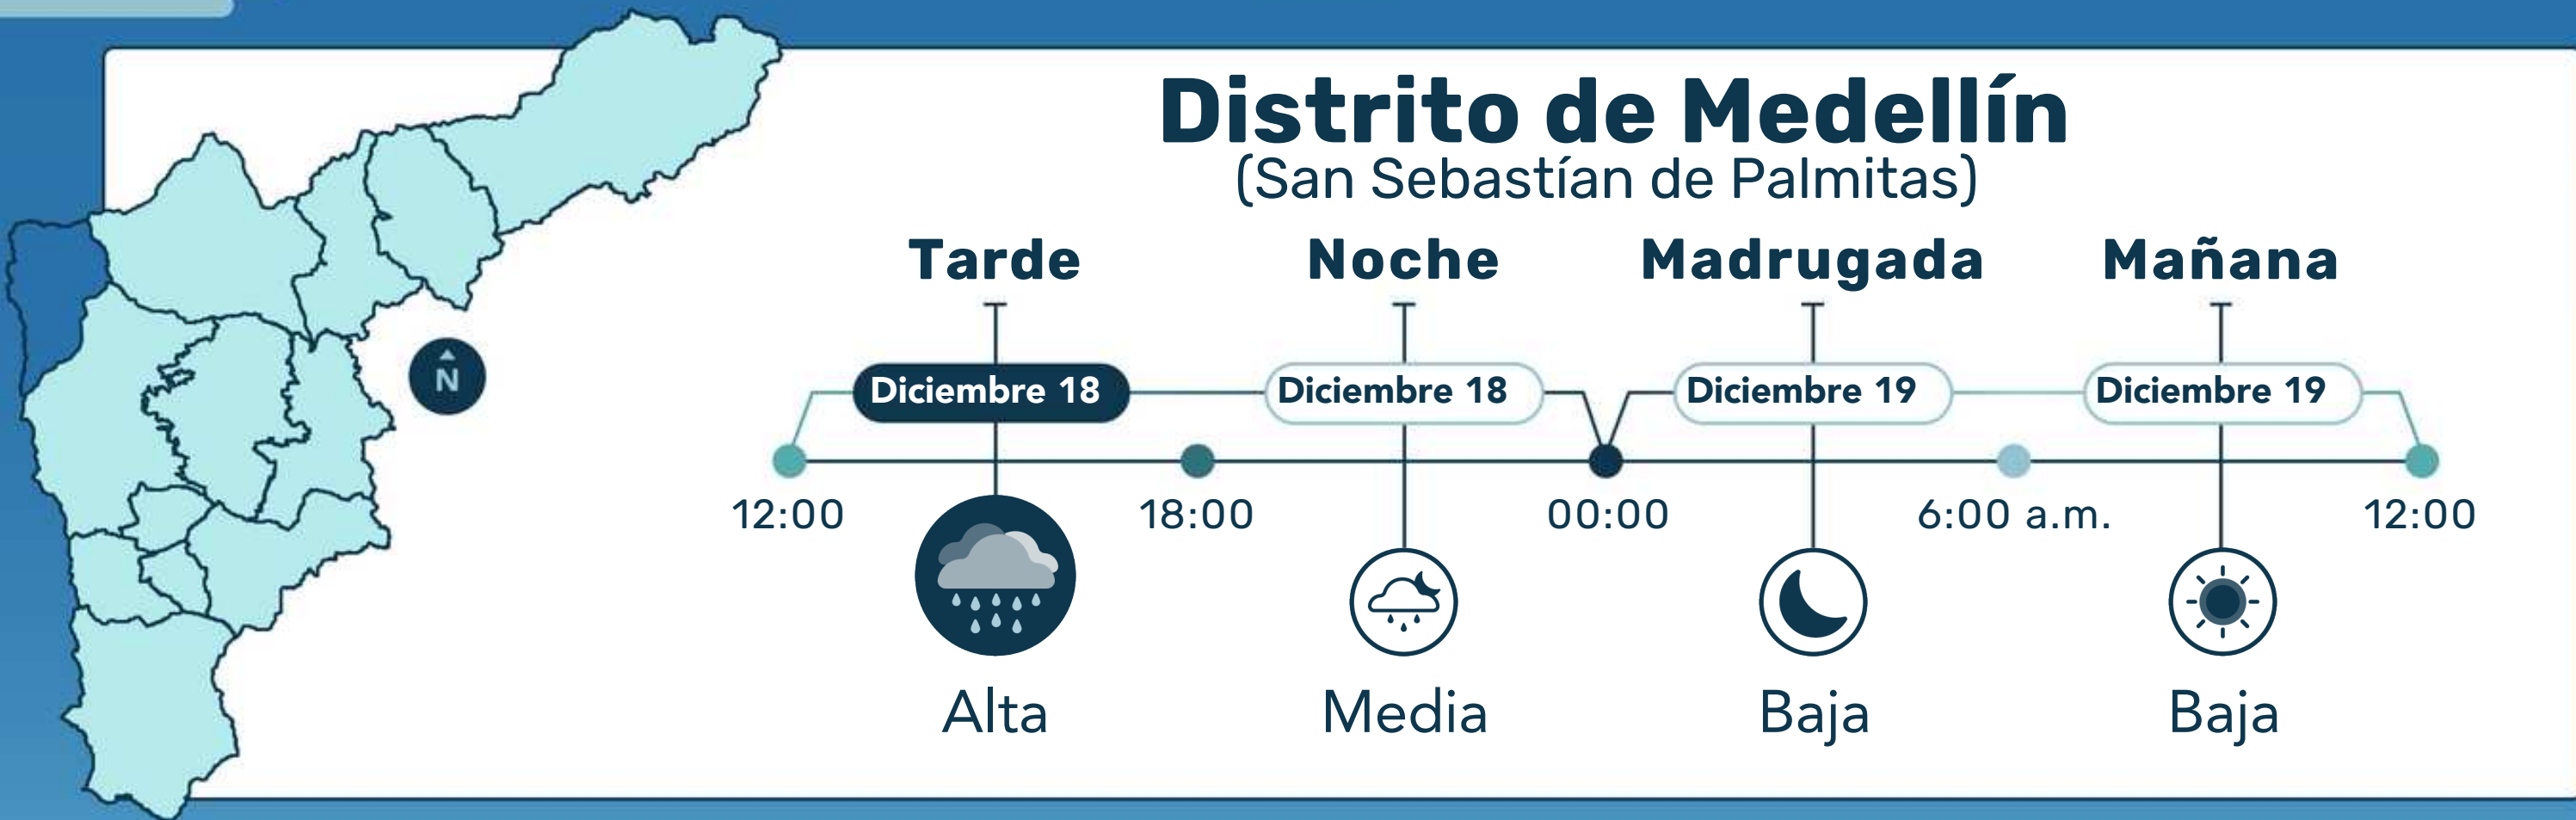 Distrito de Medellín
(San Sebastían de Palmitas)
Tarde Noche Madrugada Mañana
Diciembre 18 Diciembre 18 Diciembre 19 Diciembre 19
12:00 18:00 00:00 6:00 a.m. 12:00
N
Alta Media Baja Baja